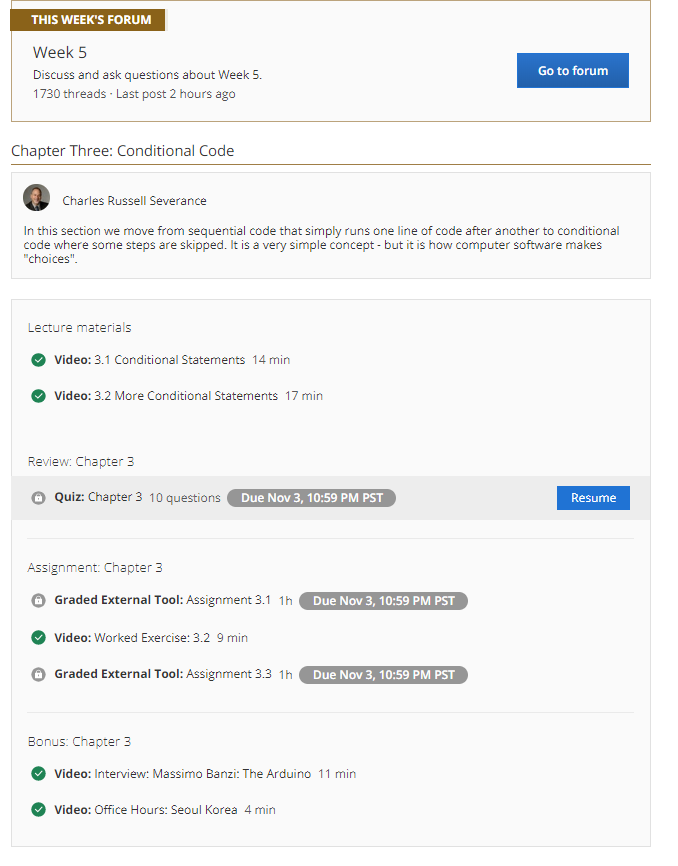 THIS WEEK'S FORUM
Week 5
Discuss and ask questions about Week 5.
1730 threads · Last post 2 hours ago
Go to forum
Chapter Three: Conditional Code
Charles Russell Severance
In this section we move from sequential code that simply runs one line of code after another to conditional
code where some steps are skipped. It is a very simple concept - but it is how computer software makes
"choices".
Lecture materials
Video: 3.1 Conditional Statements 14 min
Video: 3.2 More Conditional Statements 17 min
Review: Chapter 3
Quiz: Chapter 3 10 questions Due Nov 3, 10:59 PM PST Resume
Assignment: Chapter 3
Graded External Tool: Assignment 3.1 1h Due Nov 3, 10:59 PM PST
Video: Worked Exercise: 3.2 9 min
Graded External Tool: Assignment 3.3 1h Due Nov 3, 10:59 PM PST
Bonus: Chapter 3
Video: Interview: Massimo Banzi: The Arduino 11 min
Video: Office Hours: Seoul Korea 4 min